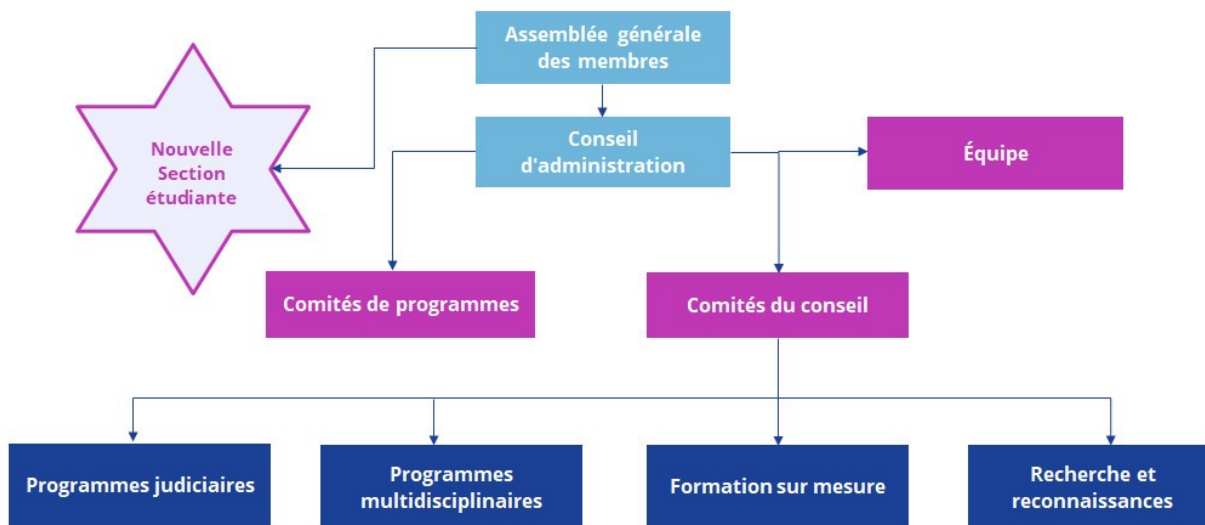 Assemblée générale
des membres
Nouvelle
Section
étudiante
Conseil
d'administration
Équipe
Comités de programmes
Comités du conseil
Programmes judiciaires
Programmes
multidisciplinaires
Formation sur mesure
Recherche et
reconnaissances